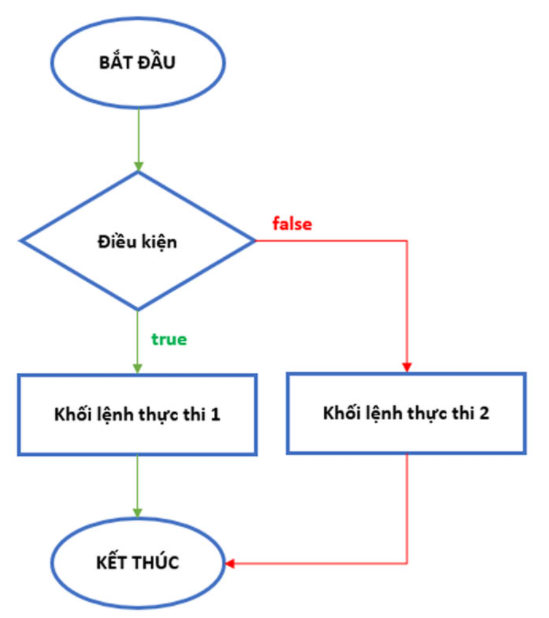 BẮT ĐẦU
Điều kiện
false
true
Khối lệnh thực thi 1
Khối lệnh thực thi 2
KẾT THÚC